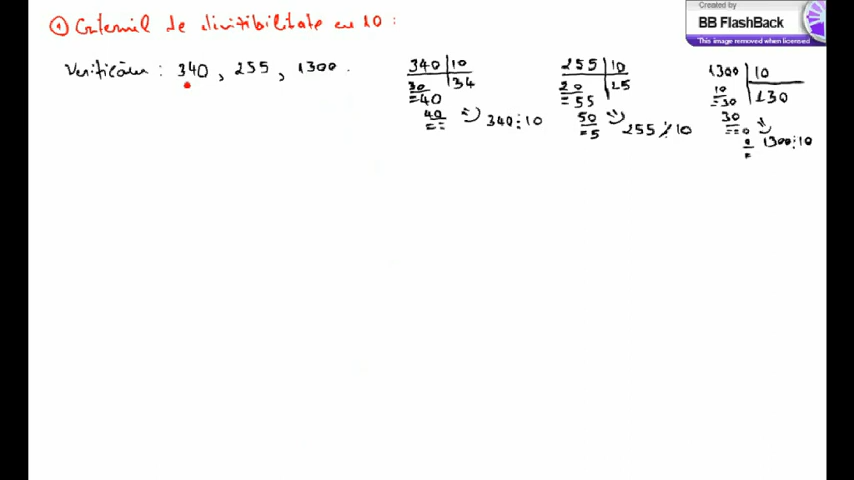 ① Criteriul de divizibilitate cu 10 :
Verificăm : 340 , 255 , 1300 .
340 | 10
30 | 34
=40
40
==
=> 340 ⋮ 10
255 | 10
20 | 25
=55
50
=5
=> 255 ⋮̸ 10
1300 | 10
10 | 130
=30
30
==0
0
=
=> 1300 ⋮ 10
Created by
BB FlashBack
This image removed when licensed